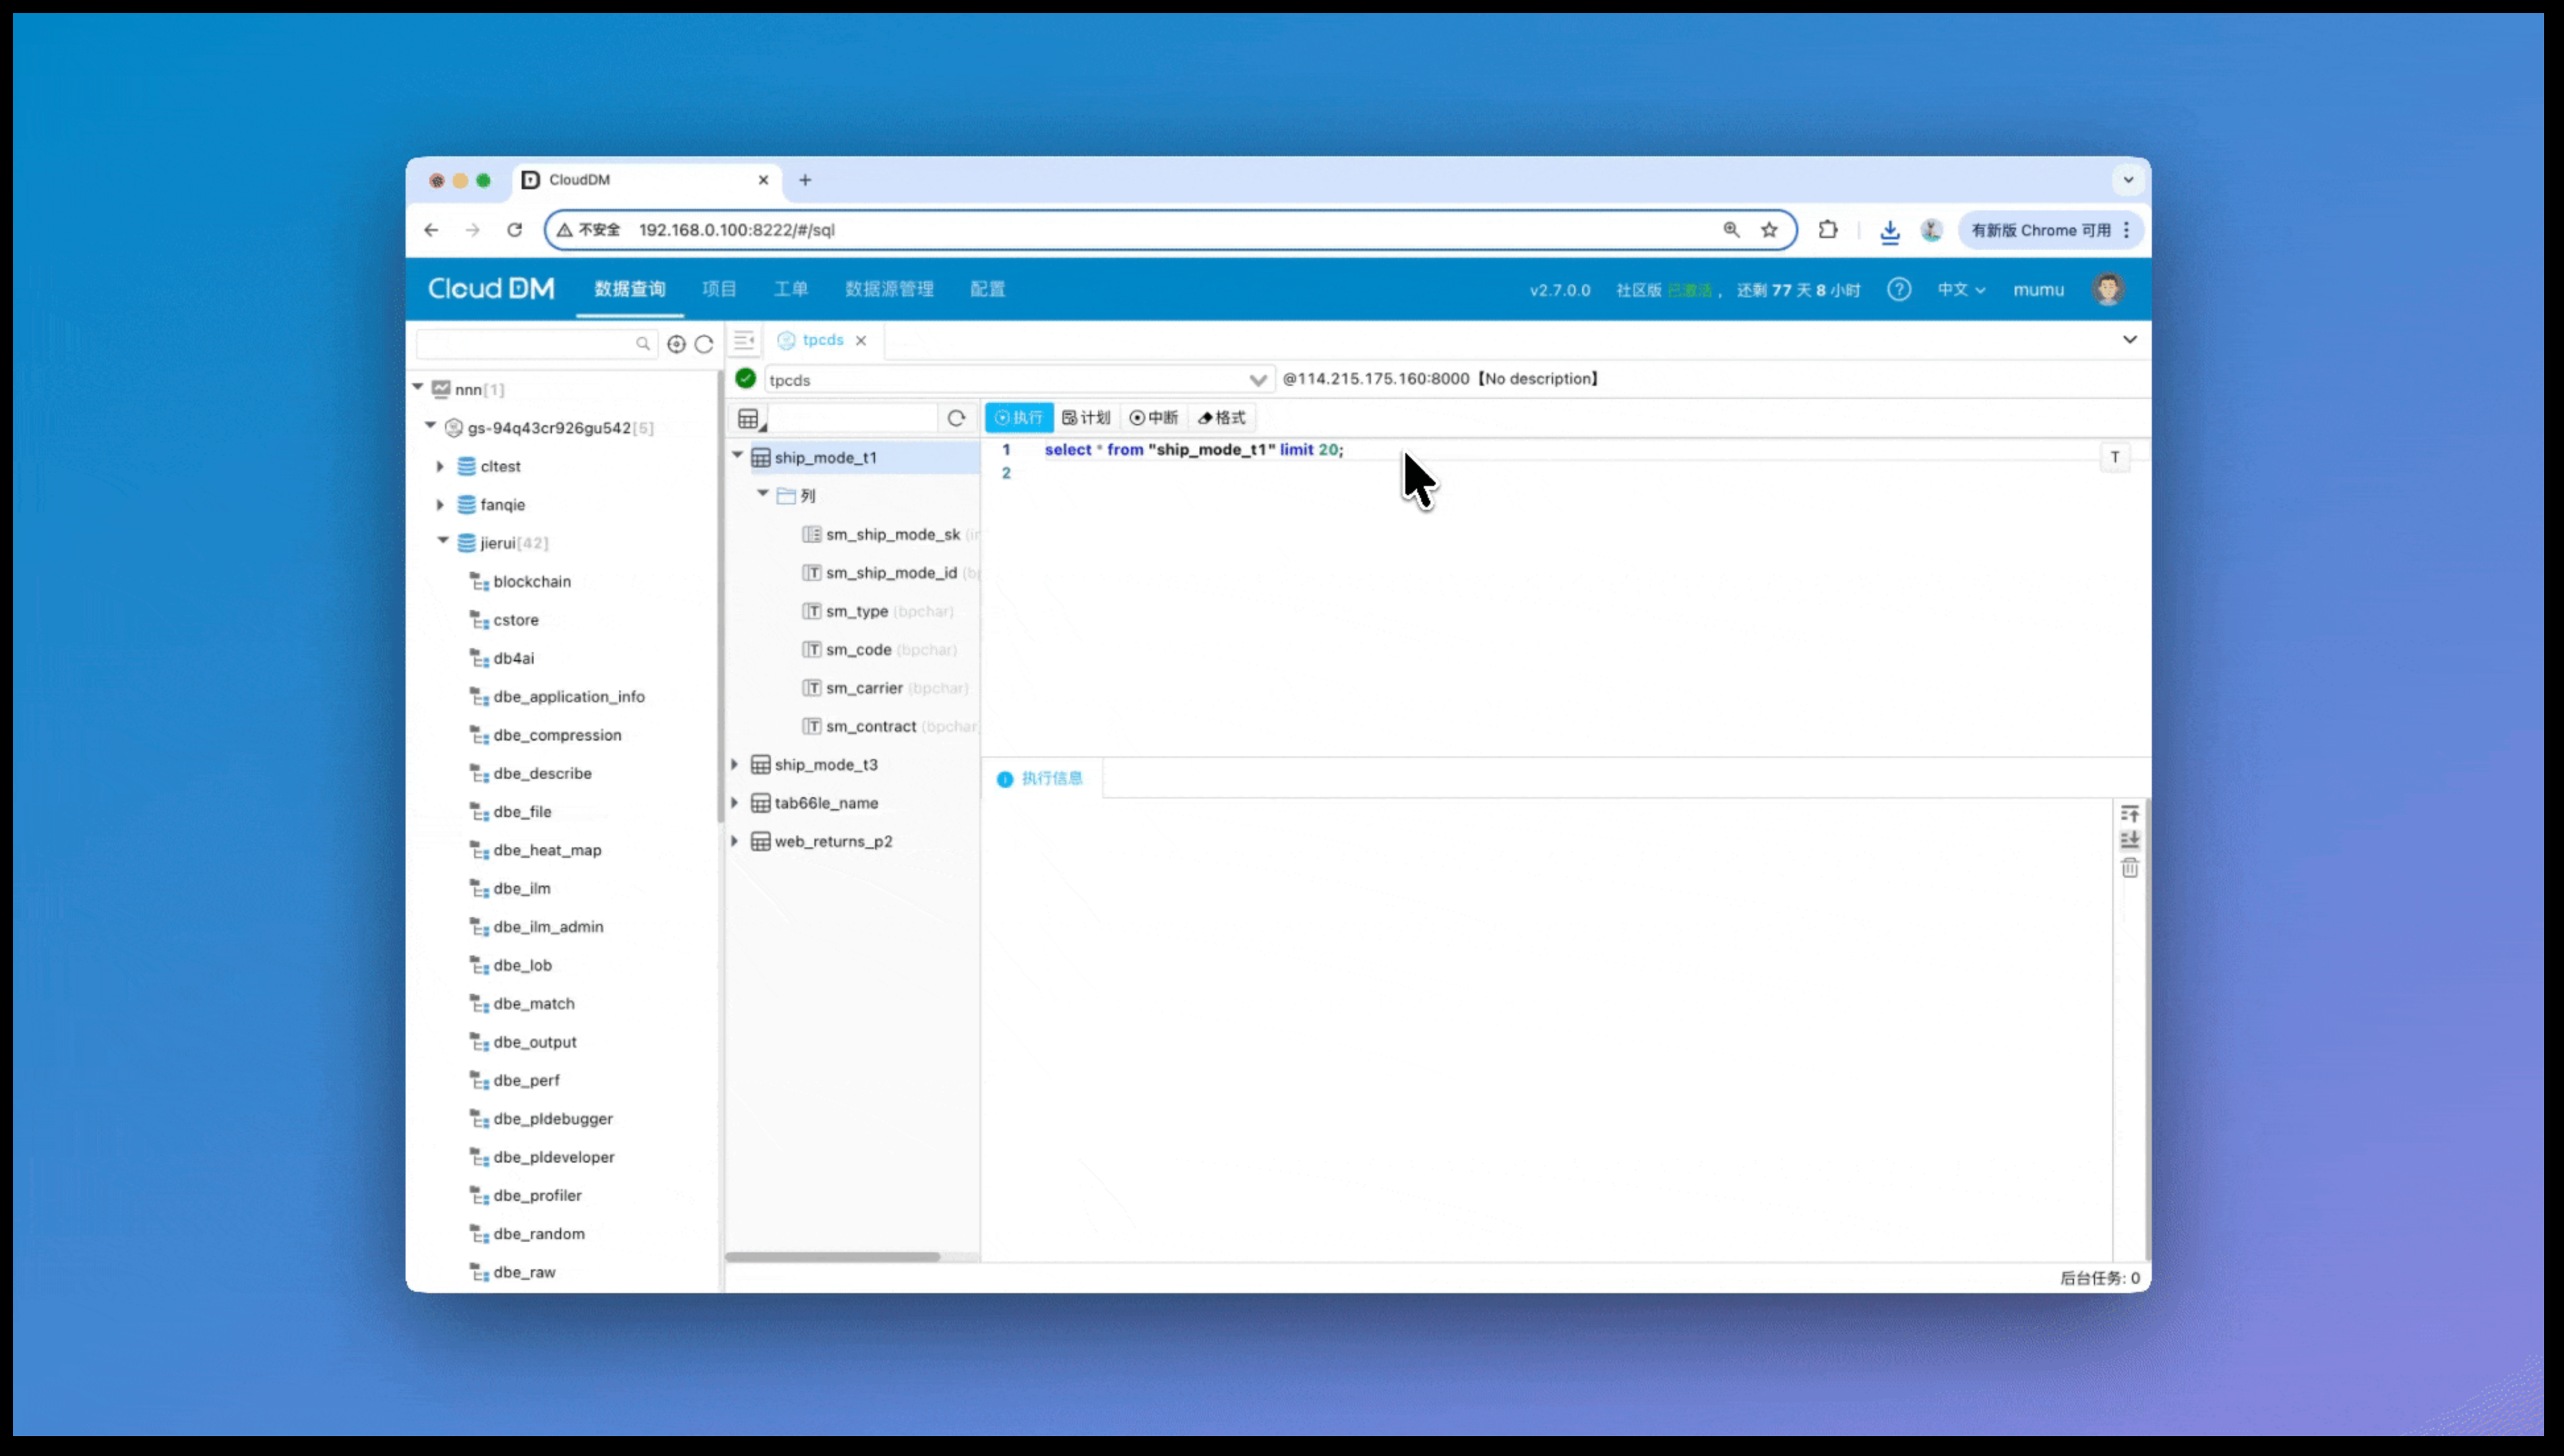 CloudDM
不安全 192.168.0.100:8222/#/sql
有新版 Chrome 可用
Cloud DM 数据查询 项目 工单 数据源管理 配置 v2.7.0.0 社区版 已激活， 还剩 77 天 8 小时 中文 mumu
tpcds
tpcds @114.215.175.160:8000【No description】
执行 计划 中断 格式
nnn[1]
gs-94q43cr926gu542[5]
cltest
fanqie
jierui[42]
blockchain
cstore
db4ai
dbe_application_info
dbe_compression
dbe_describe
dbe_file
dbe_heat_map
dbe_ilm
dbe_ilm_admin
dbe_lob
dbe_match
dbe_output
dbe_perf
dbe_pldebugger
dbe_pldeveloper
dbe_profiler
dbe_random
dbe_raw
ship_mode_t1
列
sm_ship_mode_sk (in
sm_ship_mode_id (bp
sm_type (bpchar)
sm_code (bpchar)
sm_carrier (bpchar)
sm_contract (bpchar
ship_mode_t3
tab66le_name
web_returns_p2
1 select * from "ship_mode_t1" limit 20;
2
T
执行信息
后台任务: 0